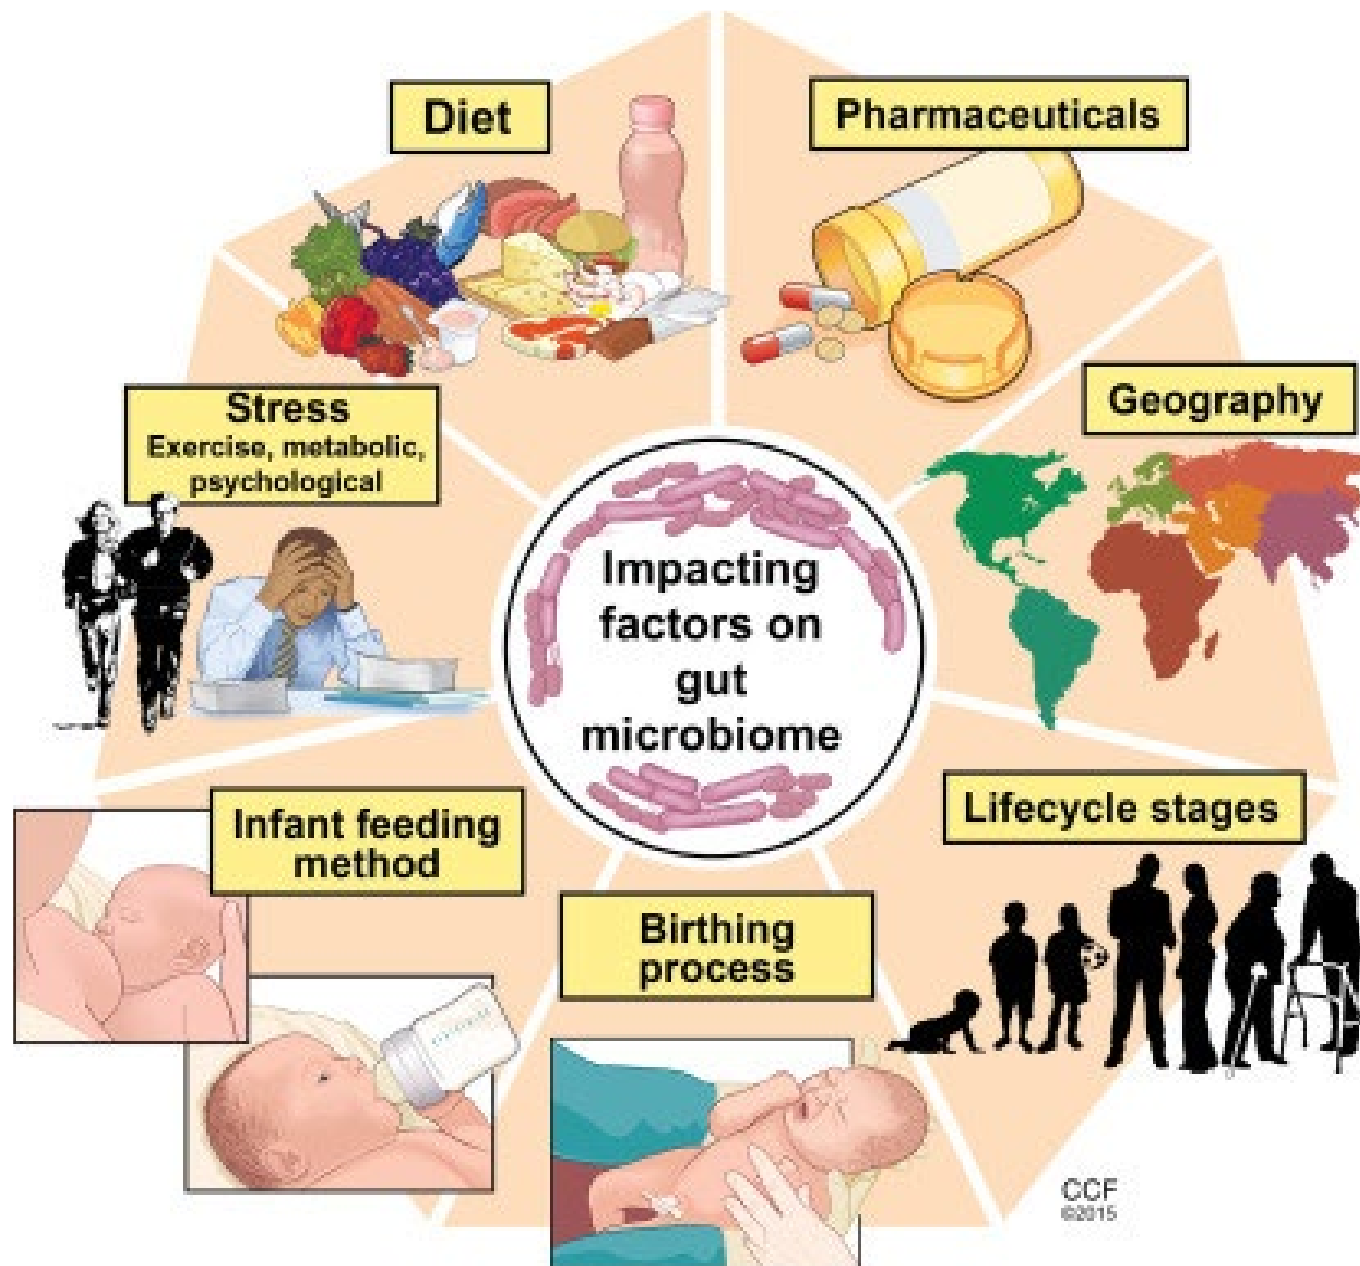 Diet
Pharmaceuticals
Stress
Exercise, metabolic,
psychological
Geography
Impacting
factors on
gut
microbiome
Infant feeding
method
Lifecycle stages
Birthing
process
CCF
©2015